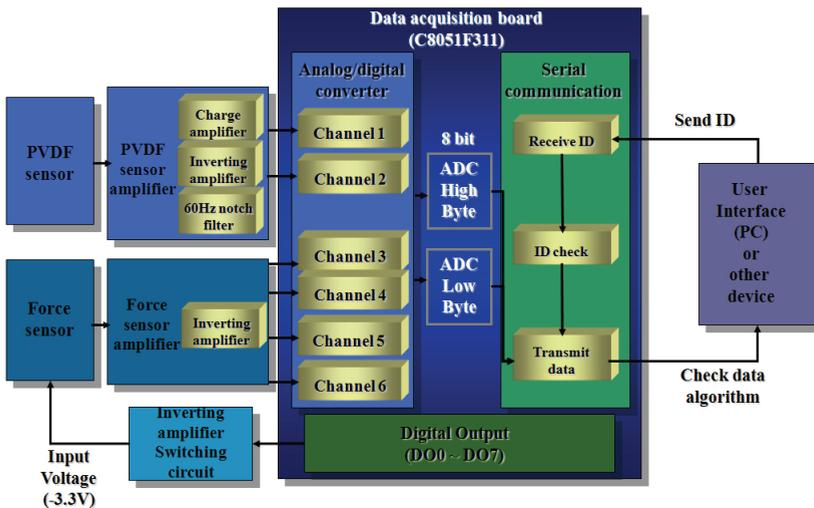 Data acquisition board
(C8051F311)
Analog/digital
converter
Serial
communication
PVDF
sensor
PVDF
sensor
amplifier
Charge
amplifier
Inverting
amplifier
60Hz notch
filter
Channel 1
Channel 2
Channel 3
Channel 4
Channel 5
Channel 6
8 bit
ADC
High
Byte
ADC
Low
Byte
Receive ID
ID check
Transmit
data
Send ID
User
Interface
(PC)
or
other
device
Check data
algorithm
Force
sensor
Force
sensor
amplifier
Inverting
amplifier
Inverting
amplifier
Switching
circuit
Digital Output
(DO0 ~ DO7)
Input
Voltage
(-3.3V)